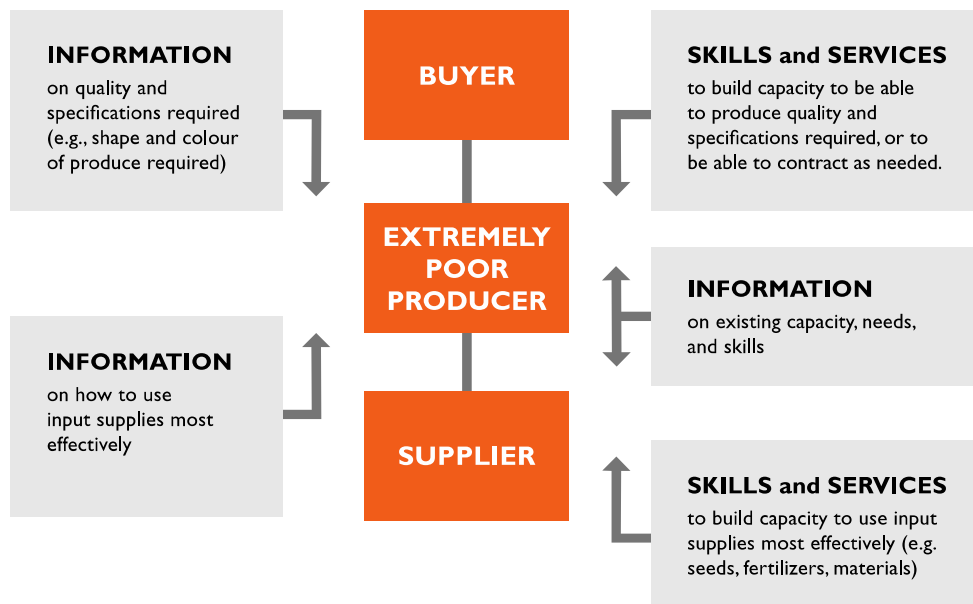 INFORMATION
on quality and
specifications required
(e.g., shape and colour
of produce required)
BUYER
SKILLS and SERVICES
to build capacity to be able
to produce quality and
specifications required, or to
be able to contract as needed.
EXTREMELY
POOR
PRODUCER
INFORMATION
on existing capacity, needs,
and skills
INFORMATION
on how to use
input supplies most
effectively
SUPPLIER
SKILLS and SERVICES
to build capacity to use input
supplies most effectively (e.g.
seeds, fertilizers, materials)